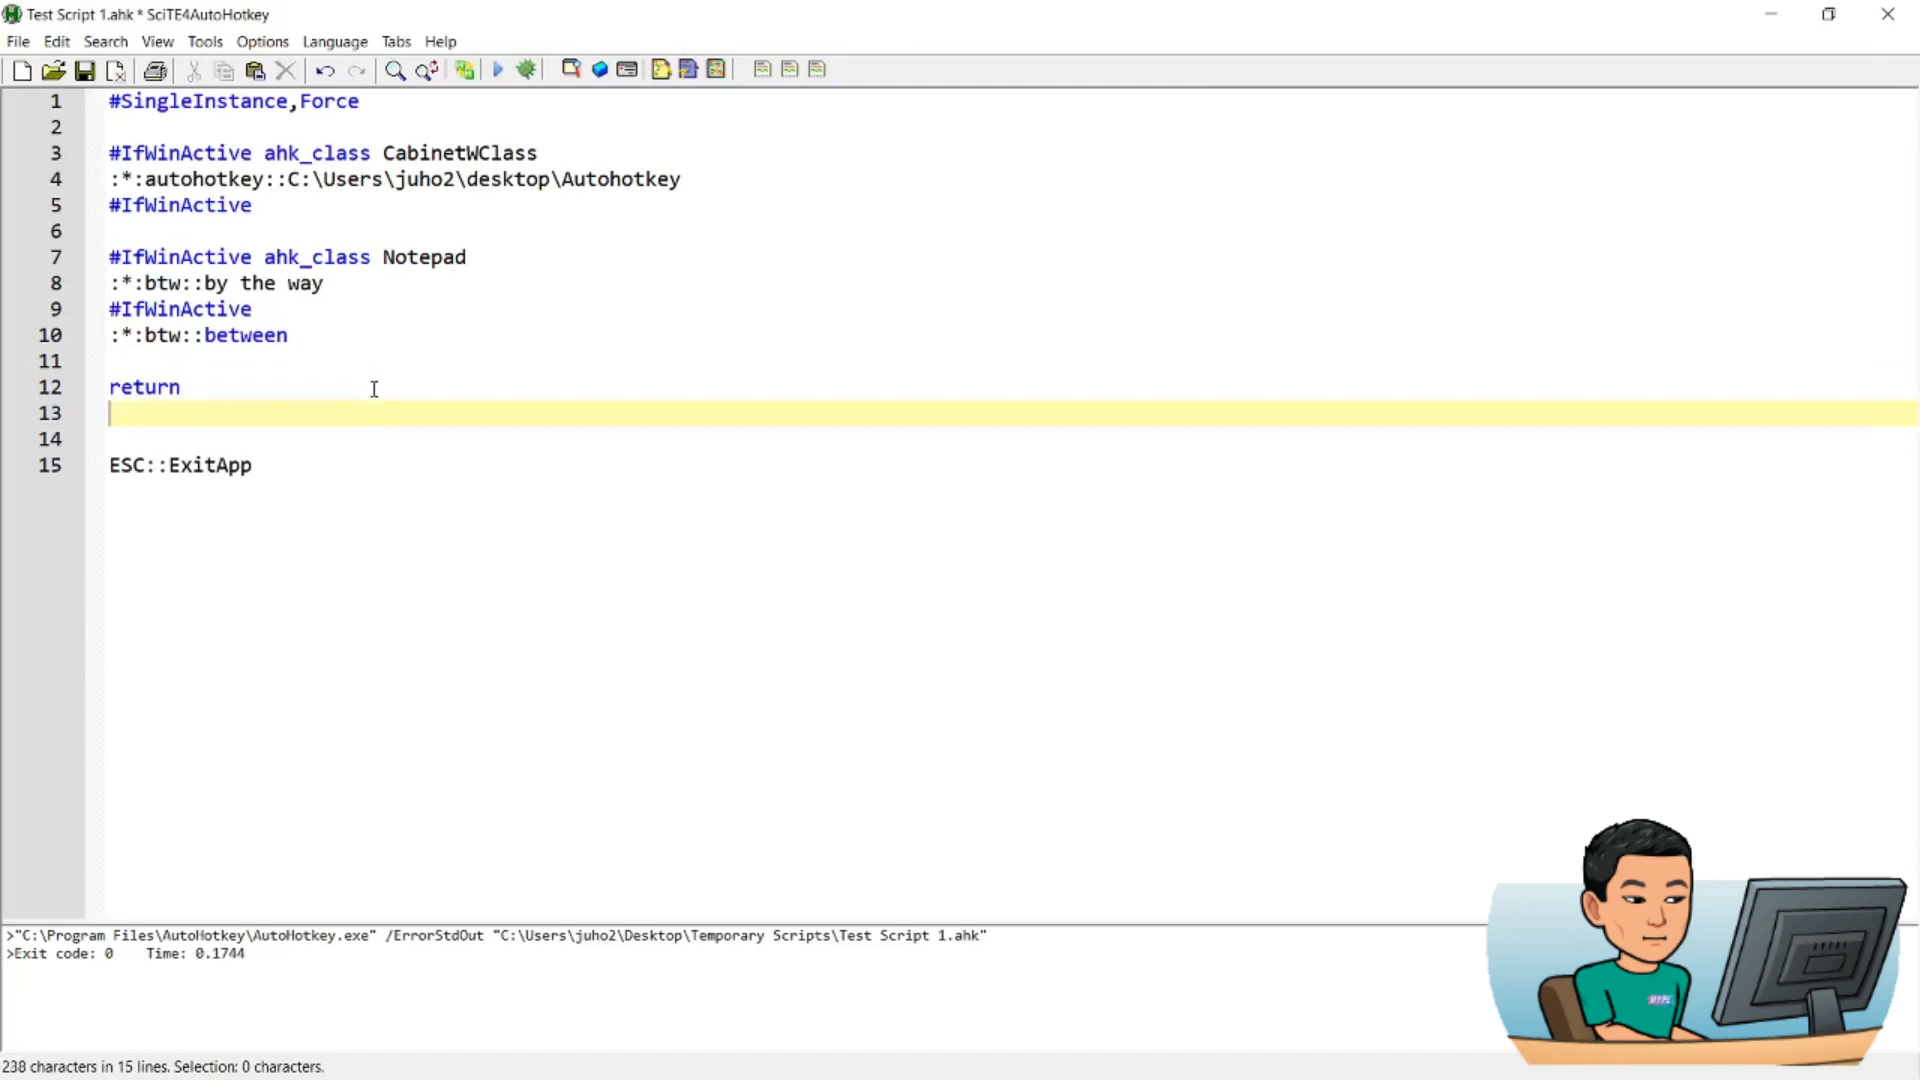 Test Script 1.ahk * SciTE4AutoHotkey
File Edit Search View Tools Options Language Tabs Help
1 #SingleInstance,Force
2
3 #IfWinActive ahk_class CabinetWClass
4 :*:autohotkey::C:\Users\juho2\desktop\Autohotkey
5 #IfWinActive
6
7 #IfWinActive ahk_class Notepad
8 :*:btw::by the way
9 #IfWinActive
10 :*:btw::between
11
12 return
13
14
15 ESC::ExitApp
>"C:\Program Files\AutoHotkey\AutoHotkey.exe" /ErrorStdOut "C:\Users\juho2\Desktop\Temporary Scripts\Test Script 1.ahk"
>Exit code: 0 Time: 0.1744
238 characters in 15 lines. Selection: 0 characters.